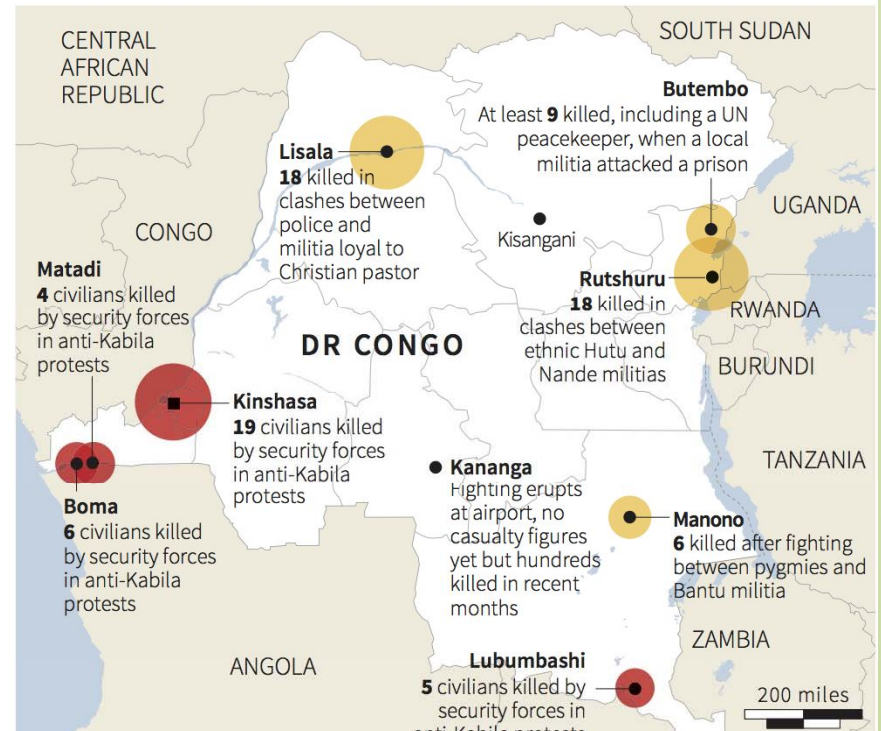 CENTRAL
AFRICAN
REPUBLIC
SOUTH SUDAN
Butembo
At least 9 killed, including a UN
peacekeeper, when a local
militia attacked a prison
Lisala
18 killed in
clashes between
police and
militia loyal to
Christian pastor
UGANDA
CONGO
Kisangani
Matadi
4 civilians killed
by security forces
in anti-Kabila
protests
Rutshuru
18 killed in
clashes between
ethnic Hutu and
Nande militias
RWANDA
DR CONGO
BURUNDI
Kinshasa
19 civilians killed
by security forces
in anti-Kabila
protests
TANZANIA
Kananga
Fighting erupts
at airport, no
casualty figures
yet but hundreds
killed in recent
months
Boma
6 civilians killed
by security forces
in anti-Kabila
protests
Manono
6 killed after fighting
between pygmies and
Bantu militia
ZAMBIA
ANGOLA
Lubumbashi
5 civilians killed by
security forces in
anti-Kabila protests
200 miles